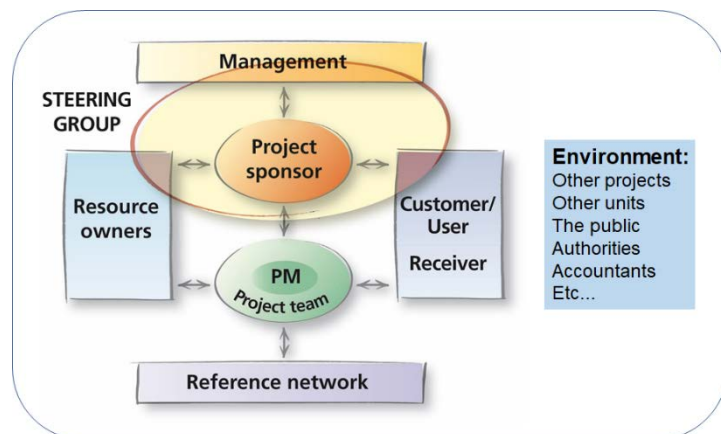 Management
STEERING
GROUP
Project
sponsor
Resource
owners
Customer/
User
Receiver
PM
Project team
Reference network
Environment:
Other projects
Other units
The public
Authorities
Accountants
Etc...